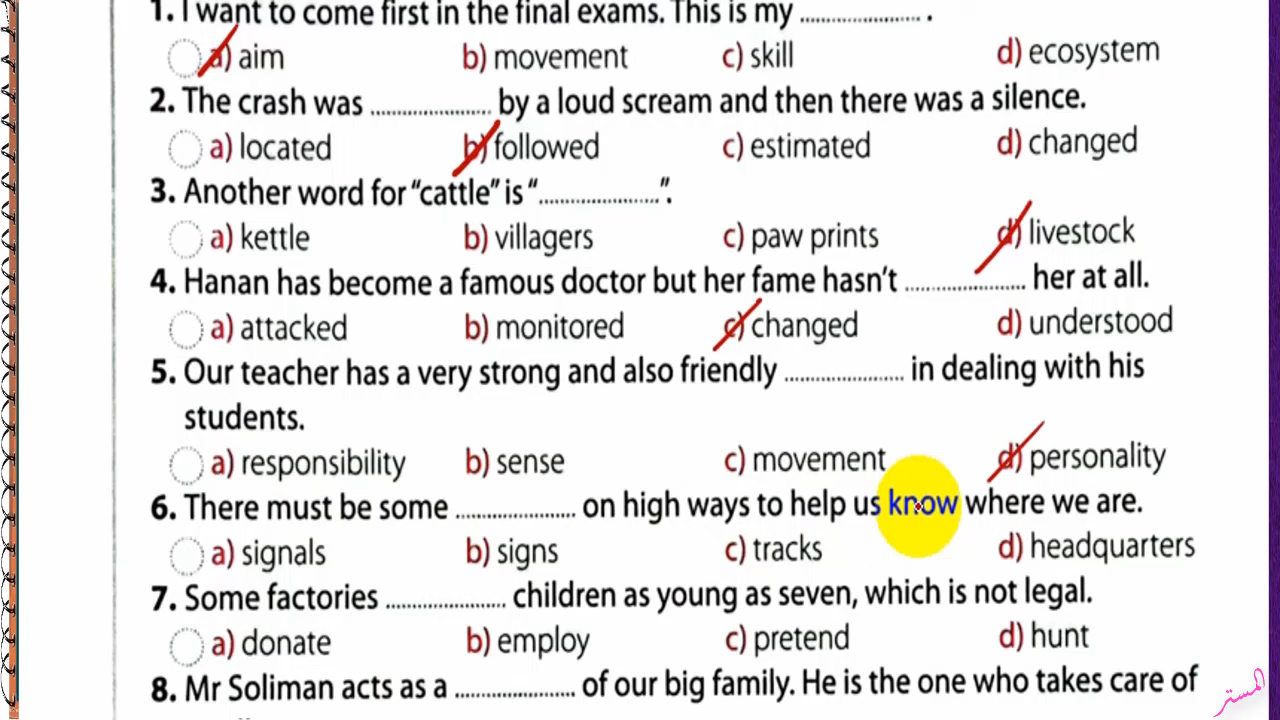 1. I want to come first in the final exams. This is my ........................ .
a) aim b) movement c) skill d) ecosystem
2. The crash was ........................ by a loud scream and then there was a silence.
a) located b) followed c) estimated d) changed
3. Another word for “cattle” is “........................”.
a) kettle b) villagers c) paw prints d) livestock
4. Hanan has become a famous doctor but her fame hasn’t ........................ her at all.
a) attacked b) monitored c) changed d) understood
5. Our teacher has a very strong and also friendly ........................ in dealing with his
students.
a) responsibility b) sense c) movement d) personality
6. There must be some ........................ on high ways to help us know where we are.
a) signals b) signs c) tracks d) headquarters
7. Some factories ........................ children as young as seven, which is not legal.
a) donate b) employ c) pretend d) hunt
8. Mr Soliman acts as a ........................ of our big family. He is the one who takes care of
المستر